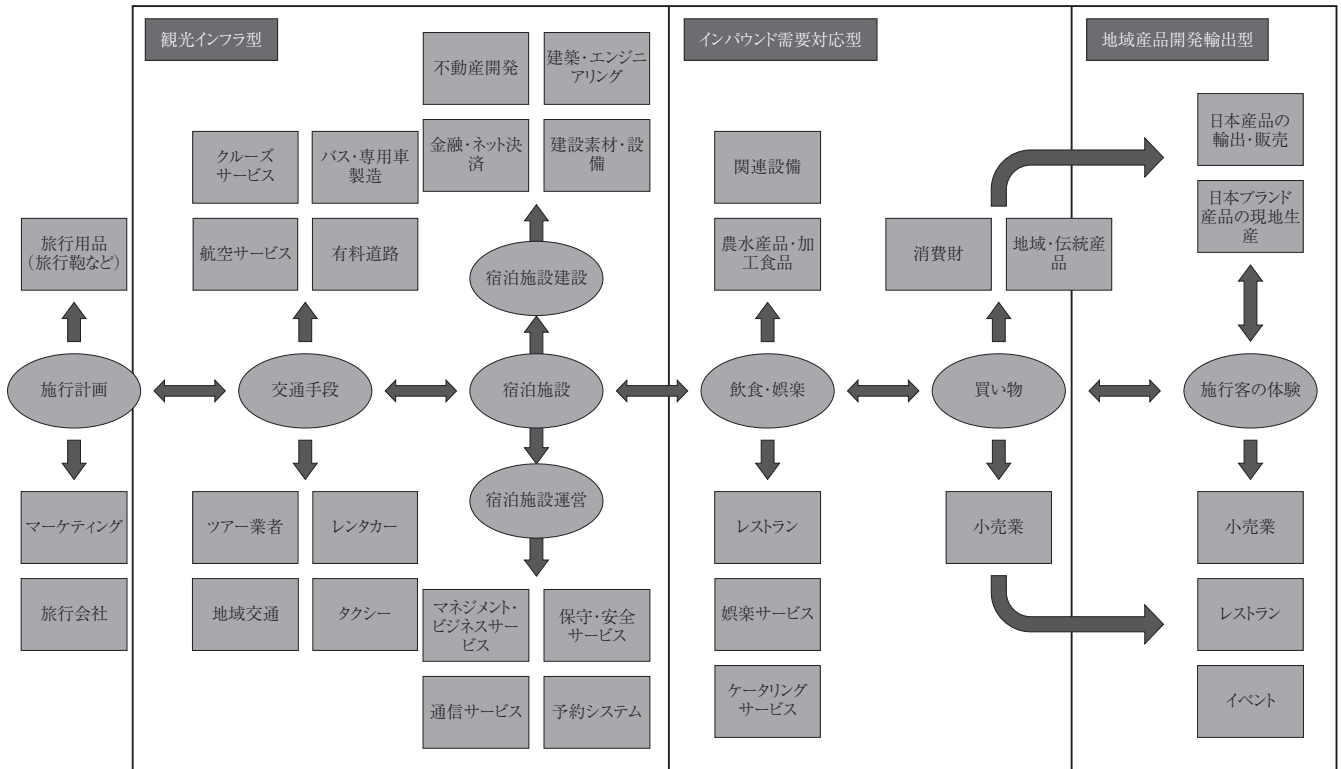 観光インフラ型
インバウンド需要対応型
地域産品開発輸出型
旅行用品
(旅行鞄など)
施行計画
マーケティング
旅行会社
クルーズ
サービス
バス・専用車
製造
航空サービス
有料道路
交通手段
ツアー業者
レンタカー
地域交通
タクシー
不動産開発
建築・エンジニ
アリング
金融・ネット決
済
建設素材・設
備
宿泊施設建設
宿泊施設
宿泊施設運営
マネジメント・
ビジネスサー
ビス
保守・安全
サービス
通信サービス
予約システム
関連設備
農水産品・加
工食品
飲食・娯楽
レストラン
娯楽サービス
ケータリング
サービス
消費財
地域・伝統産
品
買い物
小売業
日本産品の
輸出・販売
日本ブランド
産品の現地生
産
施行客の体験
小売業
レストラン
イベント